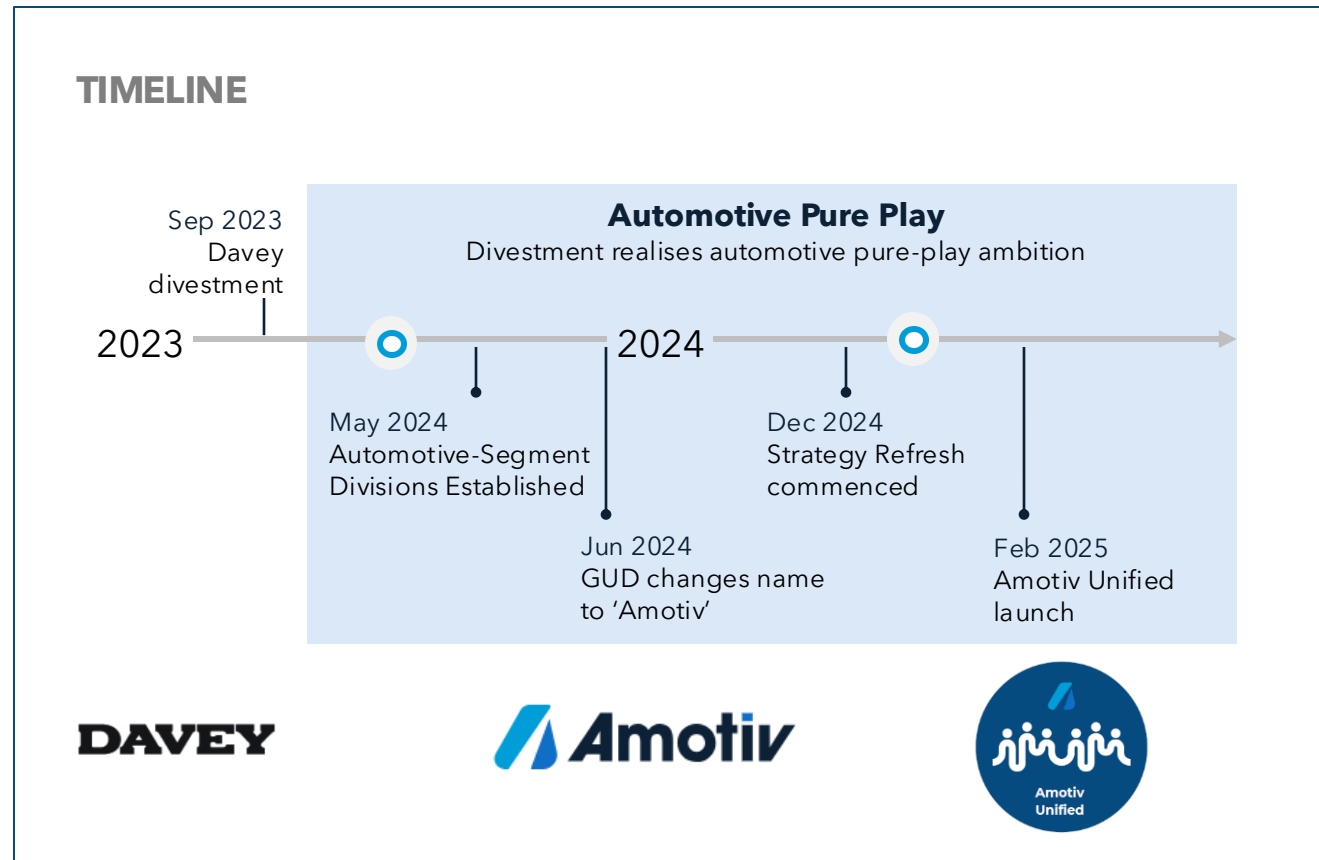 TIMELINE
Sep 2023
Davey
divestment
Automotive Pure Play
Divestment realises automotive pure-play ambition
2023
2024
May 2024
Automotive-Segment
Divisions Established
Jun 2024
GUD changes name
to ‘Amotiv’
Dec 2024
Strategy Refresh
commenced
Feb 2025
Amotiv Unified
launch
DAVEY
Amotiv
Amotiv
Unified